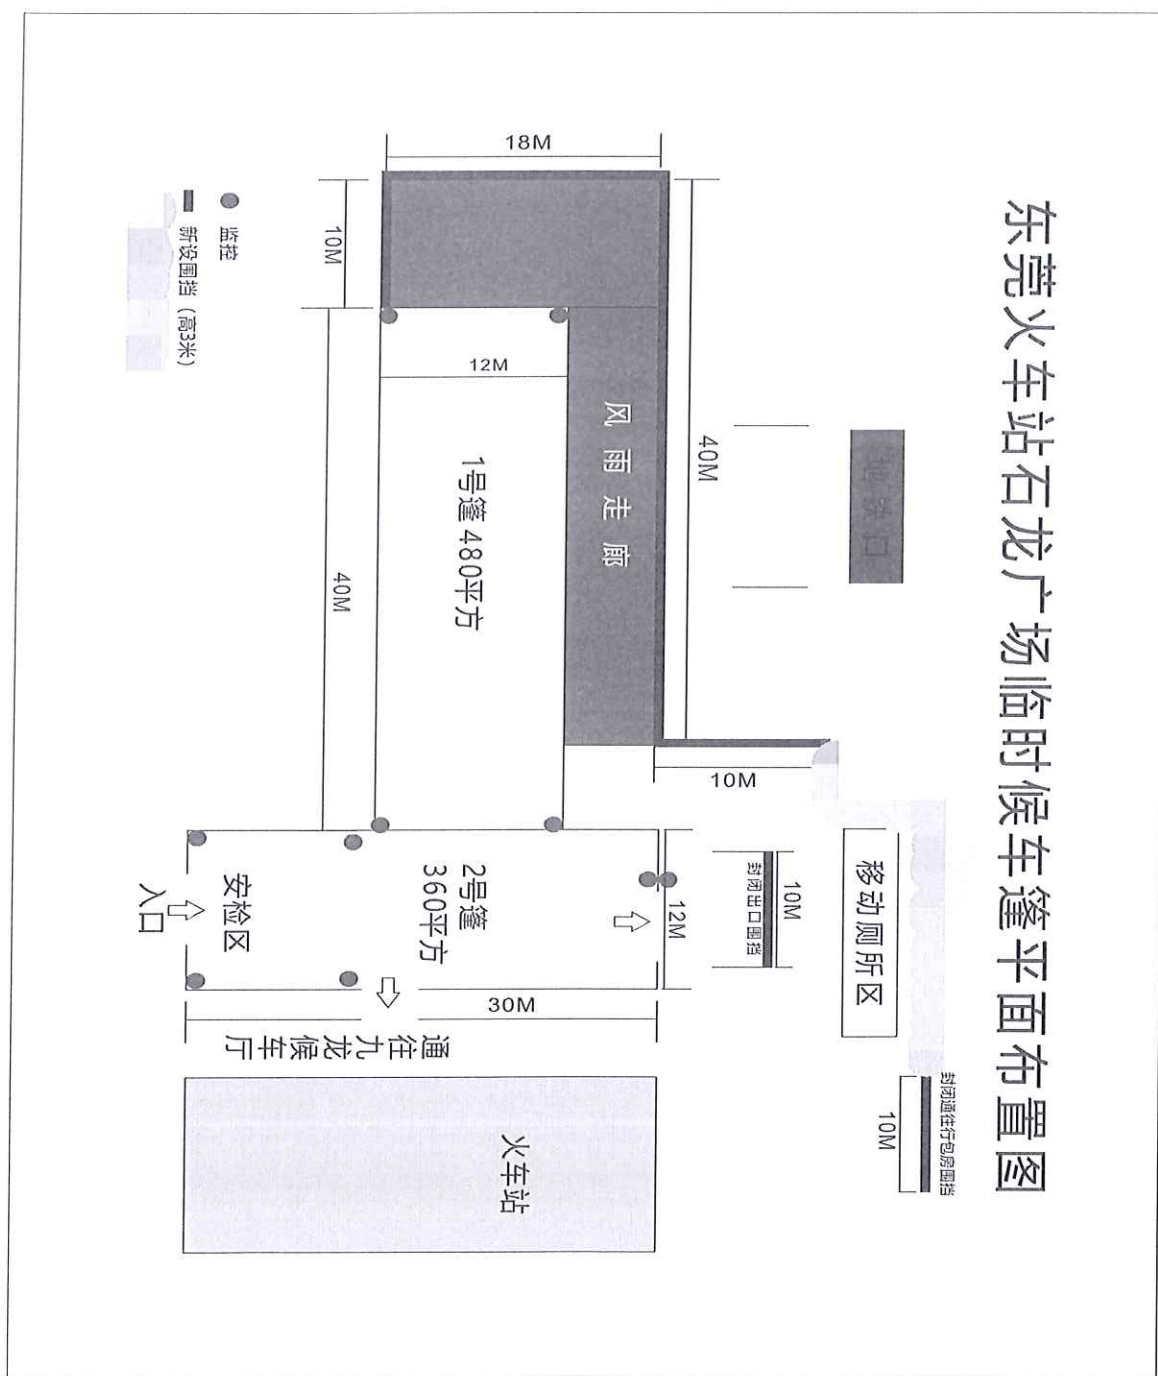 东莞火车站石龙广场临时候车篷平面布置图
地铁口
封闭通往行包房围挡
10M
移动厕所区
10M
封闭出口围挡
10M
40M
12M
18M
风雨走廊
12M
1号篷 480平方
2号篷
360平方
30M
10M
40M
安检区
入口
通往九龙候车厅
火车站
监控
新设围挡（高3米）